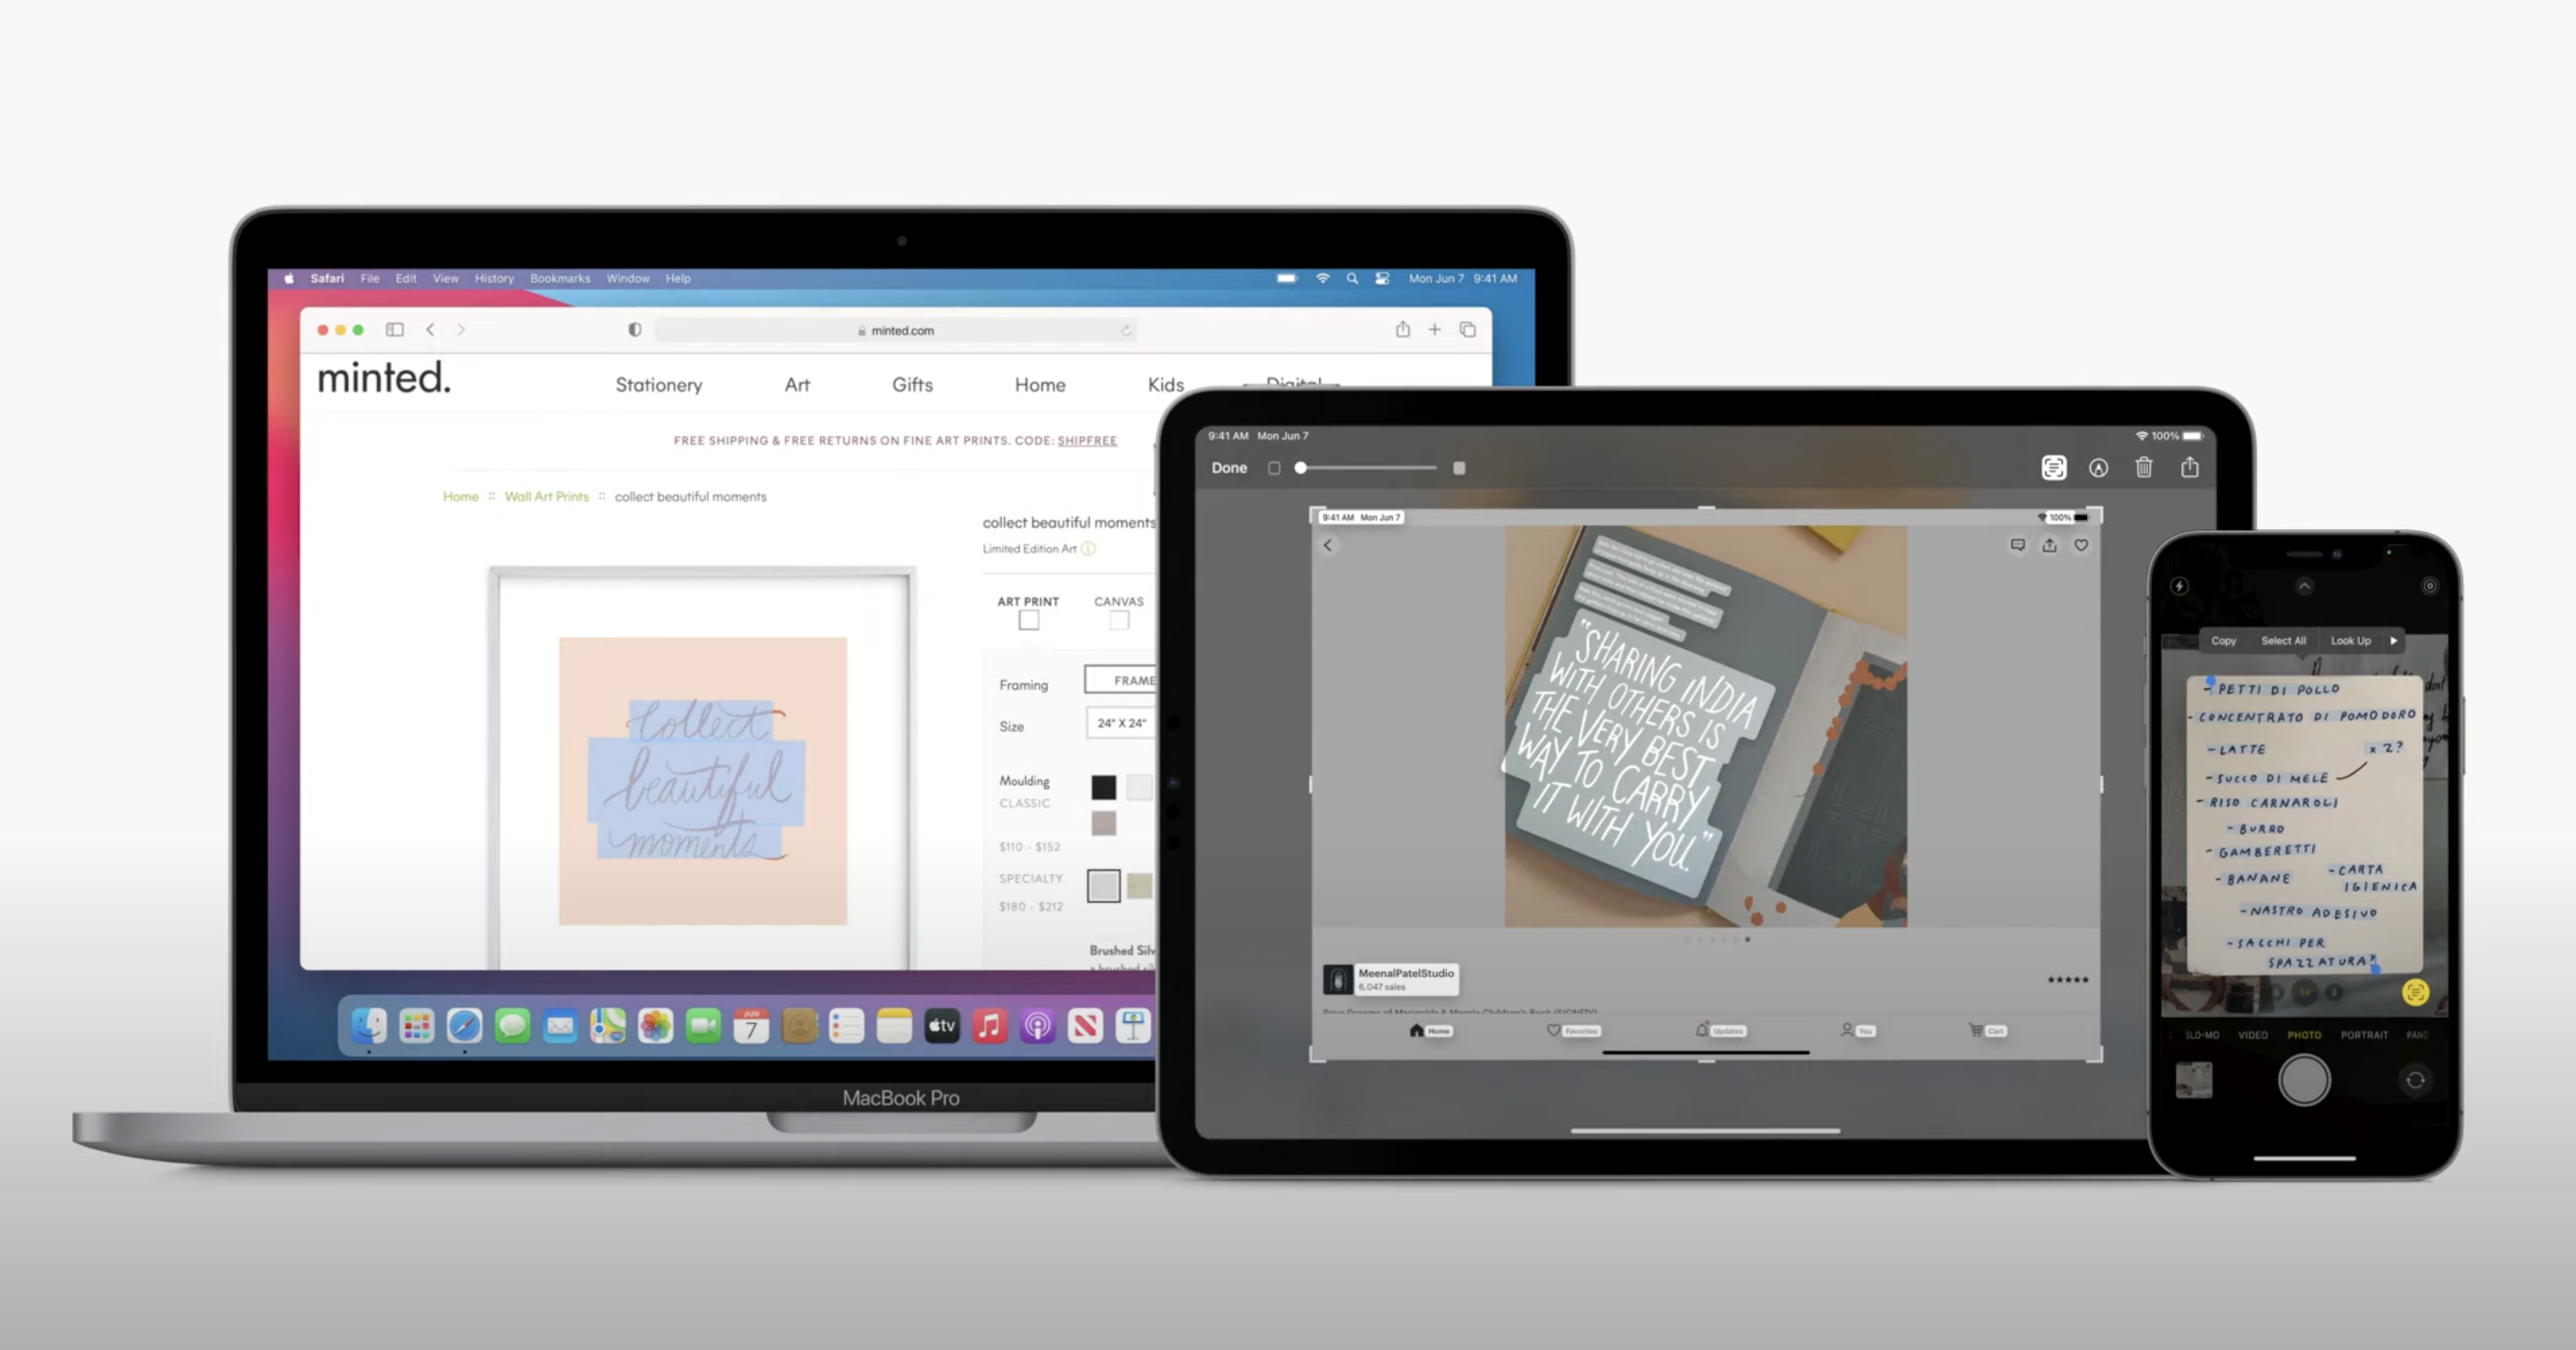 Safari File Edit View History Bookmarks Window Help
Mon Jun 7 9:41 AM
minted.com
minted.
Stationery Art Gifts Home Kids Digital
FREE SHIPPING & FREE RETURNS ON FINE ART PRINTS. CODE: SHIPFREE
Home :: Wall Art Prints :: collect beautiful moments
collect beautiful moments
Limited Edition Art
ART PRINT CANVAS
Framing FRAME
Size 24" X 24"
Moulding
CLASSIC
$110 - $152
SPECIALTY
$180 - $212
Brushed
collect
beautiful
moments
JUN
7
tv
MacBook Pro
9:41 AM Mon Jun 7
100%
Done
9:41 AM Mon Jun 7
100%
"SHARING INDIA
WITH OTHERS IS
THE VERY BEST
WAY TO CARRY
IT WITH YOU."
MeenalPatelStudio
6,047 sales
★★★★★
Home Favorites Updates You Cart
Copy Select All Look Up
- PETTI DI POLLO
- CONCENTRATO DI POMODORO
- LATTE x 2?
- SUCCO DI MELE
- RISO CARNAROLI
- BURRO
- GAMBERETTI
- BANANE
- CARTA
IGIENICA
- NASTRO ADESIVO
- SACCHI PER
SPAZZATURA?
SLO-MO VIDEO PHOTO PORTRAIT PANO